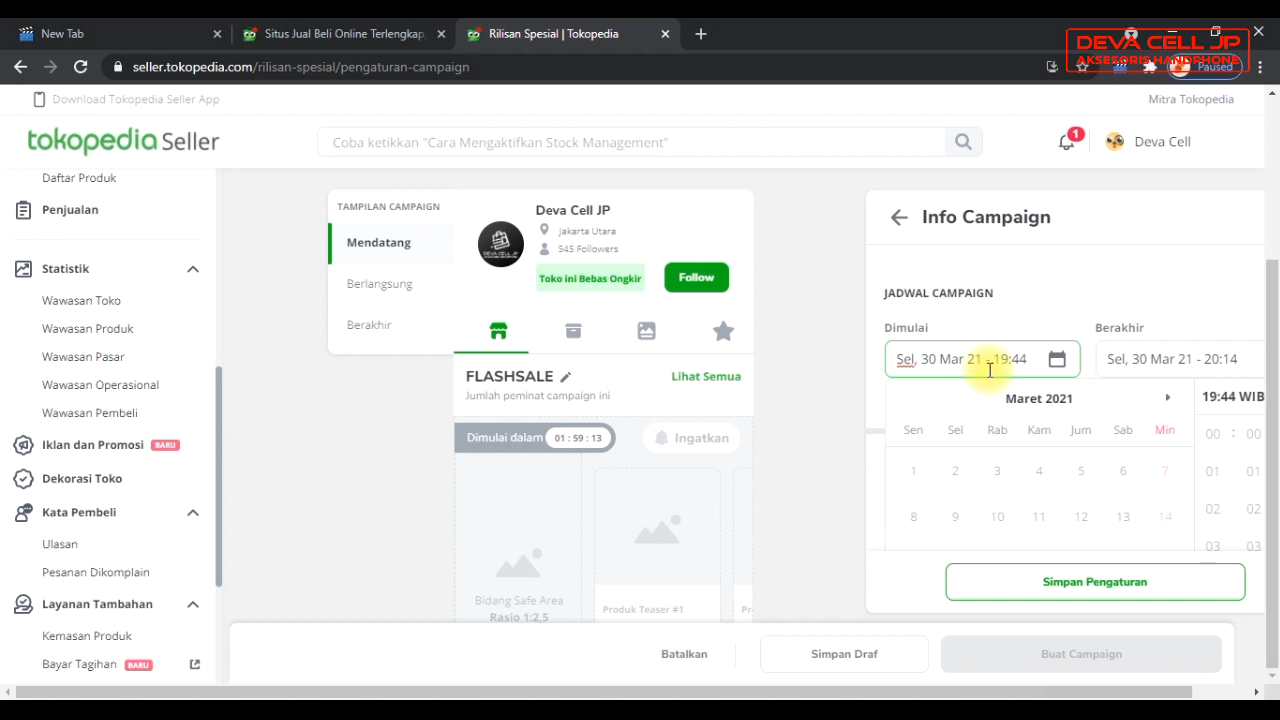 New Tab
Situs Jual Beli Online Terlengkap,
Rilisan Spesial | Tokopedia
DEVA CELL JP
AKSESORIS HANDPHONE
seller.tokopedia.com/rilisan-spesial/pengaturan-campaign
Paused
Download Tokopedia Seller App
Mitra Tokopedia
tokopedia Seller
Coba ketikkan "Cara Mengaktifkan Stock Management"
1
Deva Cell
Daftar Produk
Penjualan
Statistik
Wawasan Toko
Wawasan Produk
Wawasan Pasar
Wawasan Operasional
Wawasan Pembeli
Iklan dan Promosi BARU
Dekorasi Toko
Kata Pembeli
Ulasan
Pesanan Dikomplain
Layanan Tambahan
Kemasan Produk
Bayar Tagihan BARU
TAMPILAN CAMPAIGN
Mendatang
Berlangsung
Berakhir
Deva Cell JP
Jakarta Utara
545 Followers
Toko ini Bebas Ongkir
Follow
FLASHSALE
Lihat Semua
Jumlah peminat campaign ini
Dimulai dalam 01 : 59 : 13
Ingatkan
Bidang Safe Area
Rasio 1:2,5
Produk Teaser #1
Info Campaign
JADWAL CAMPAIGN
Dimulai
Berakhir
Sel, 30 Mar 21 - 19:44
Sel, 30 Mar 21 - 20:14
Maret 2021
19:44 WIB
Sen Sel Rab Kam Jum Sab Min
00 : 00
1 2 3 4 5 6 7
01 01
8 9 10 11 12 13 14
02 02
03 03
Simpan Pengaturan
Batalkan
Simpan Draf
Buat Campaign